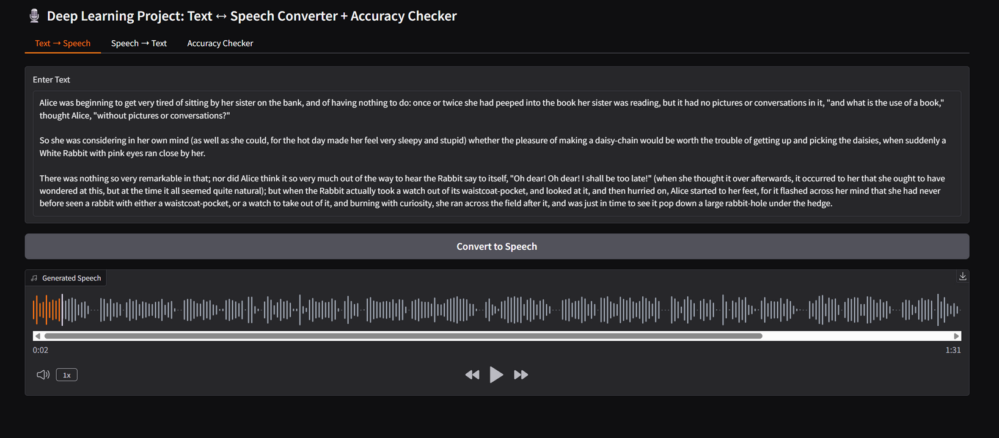 Deep Learning Project: Text ↔ Speech Converter + Accuracy Checker
Text → Speech
Speech → Text
Accuracy Checker
Enter Text
Alice was beginning to get very tired of sitting by her sister on the bank, and of having nothing to do: once or twice she had peeped into the book her sister was reading, but it had no pictures or conversations in it, "and what is the use of a book,"
thought Alice, "without pictures or conversations?"
So she was considering in her own mind (as well as she could, for the hot day made her feel very sleepy and stupid) whether the pleasure of making a daisy-chain would be worth the trouble of getting up and picking the daisies, when suddenly a
White Rabbit with pink eyes ran close by her.
There was nothing so very remarkable in that; nor did Alice think it so very much out of the way to hear the Rabbit say to itself, "Oh dear! Oh dear! I shall be too late!" (when she thought it over afterwards, it occurred to her that she ought to have
wondered at this, but at the time it all seemed quite natural); but when the Rabbit actually took a watch out of its waistcoat-pocket, and looked at it, and then hurried on, Alice started to her feet, for it flashed across her mind that she had never
before seen a rabbit with either a waistcoat-pocket, or a watch to take out of it, and burning with curiosity, she ran across the field after it, and was just in time to see it pop down a large rabbit-hole under the hedge.
Convert to Speech
Generated Speech
0:02
1:31
1x